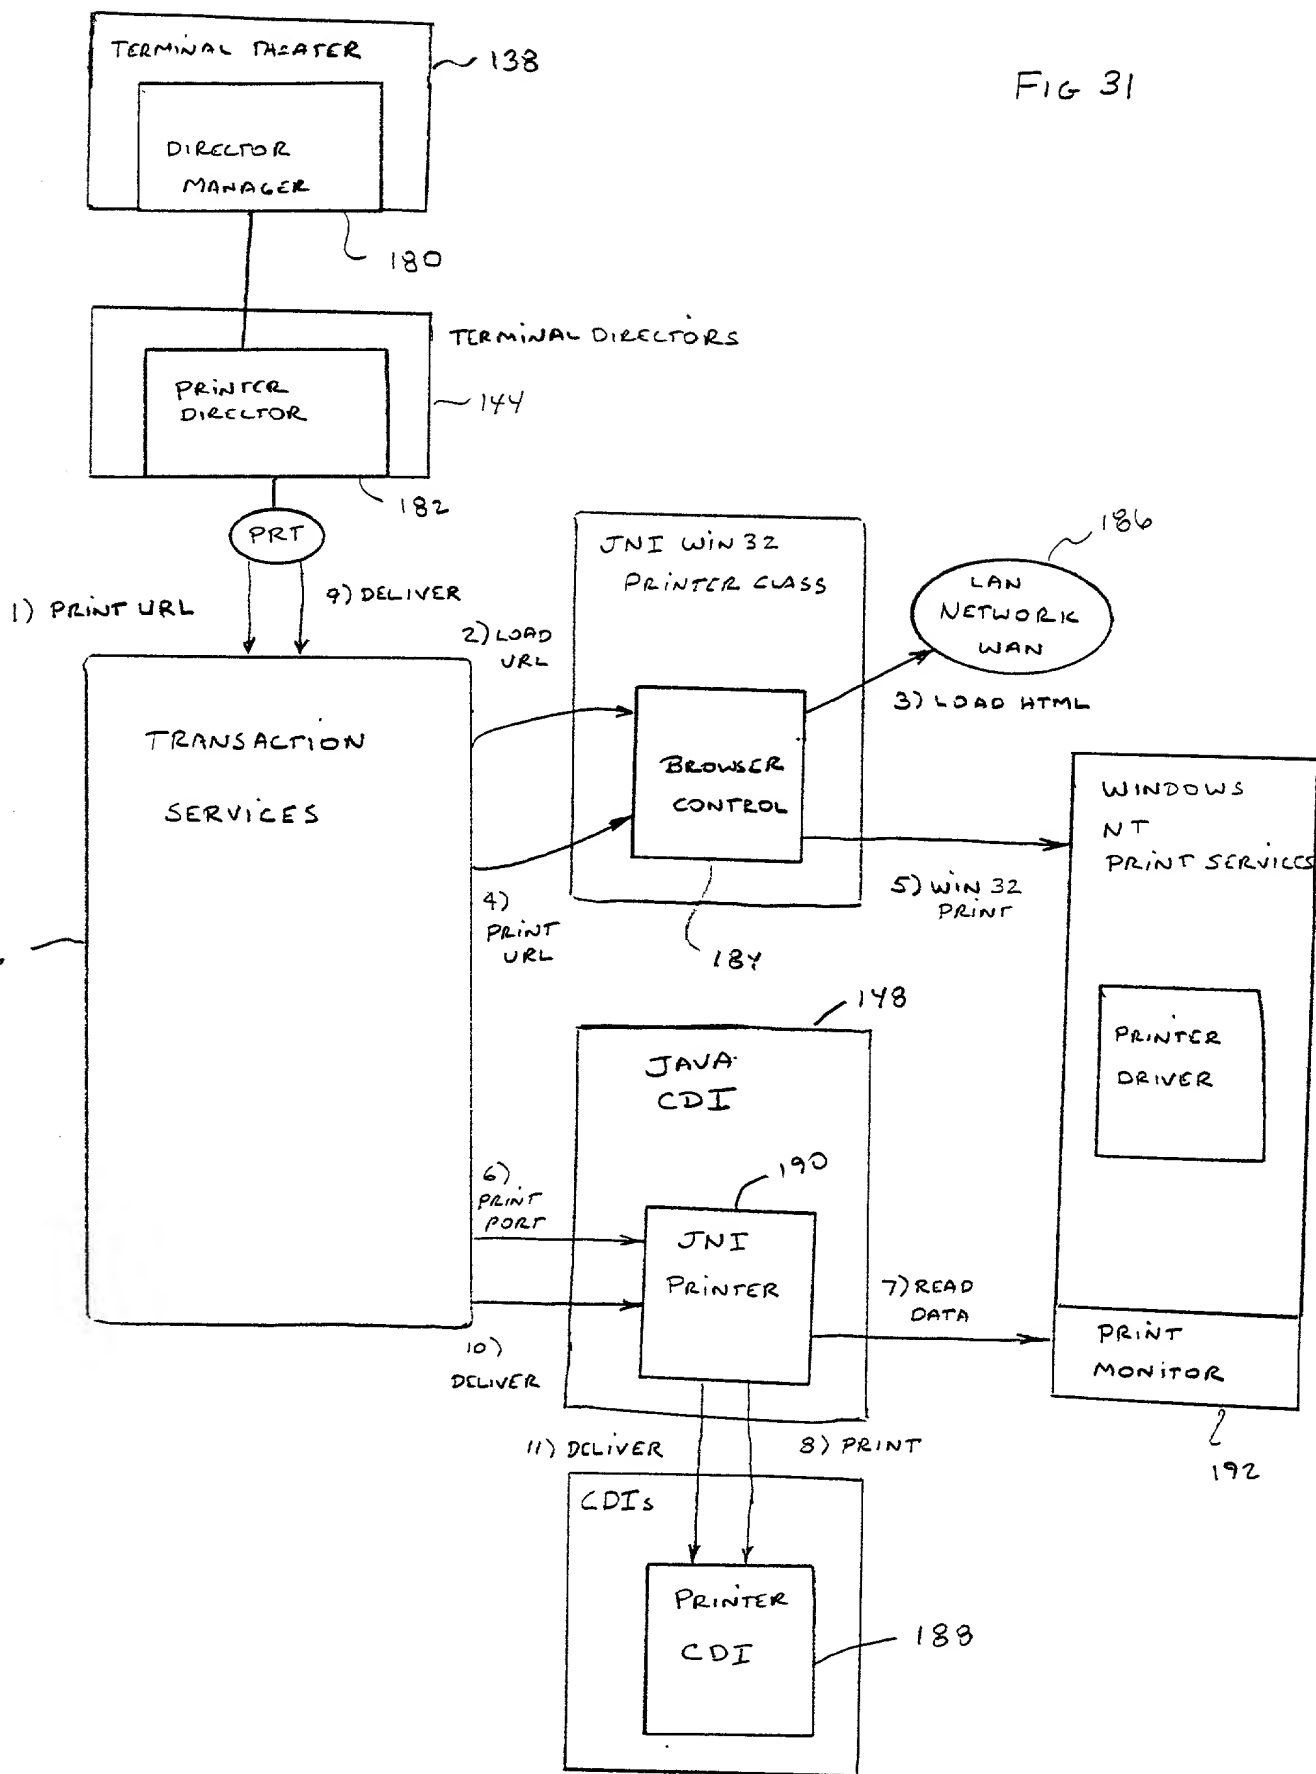 TERMINAL THEATER
138
FIG 31
DIRECTOR
MANAGER
180
TERMINAL DIRECTORS
PRINTER
DIRECTOR
144
182
PRT
1) PRINT URL
9) DELIVER
TRANSACTION
SERVICES
2) LOAD
URL
JNI WIN 32
PRINTER CLASS
BROWSER
CONTROL
184
186
LAN
NETWORK
WAN
3) LOAD HTML
4)
PRINT
URL
5) WIN 32
PRINT
WINDOWS
NT
PRINT SERVICES
PRINTER
DRIVER
148
JAVA
CDI
190
6)
PRINT
PORT
JNI
PRINTER
7) READ
DATA
PRINT
MONITOR
192
10)
DELIVER
11) DELIVER
8) PRINT
CDIs
PRINTER
CDI
188